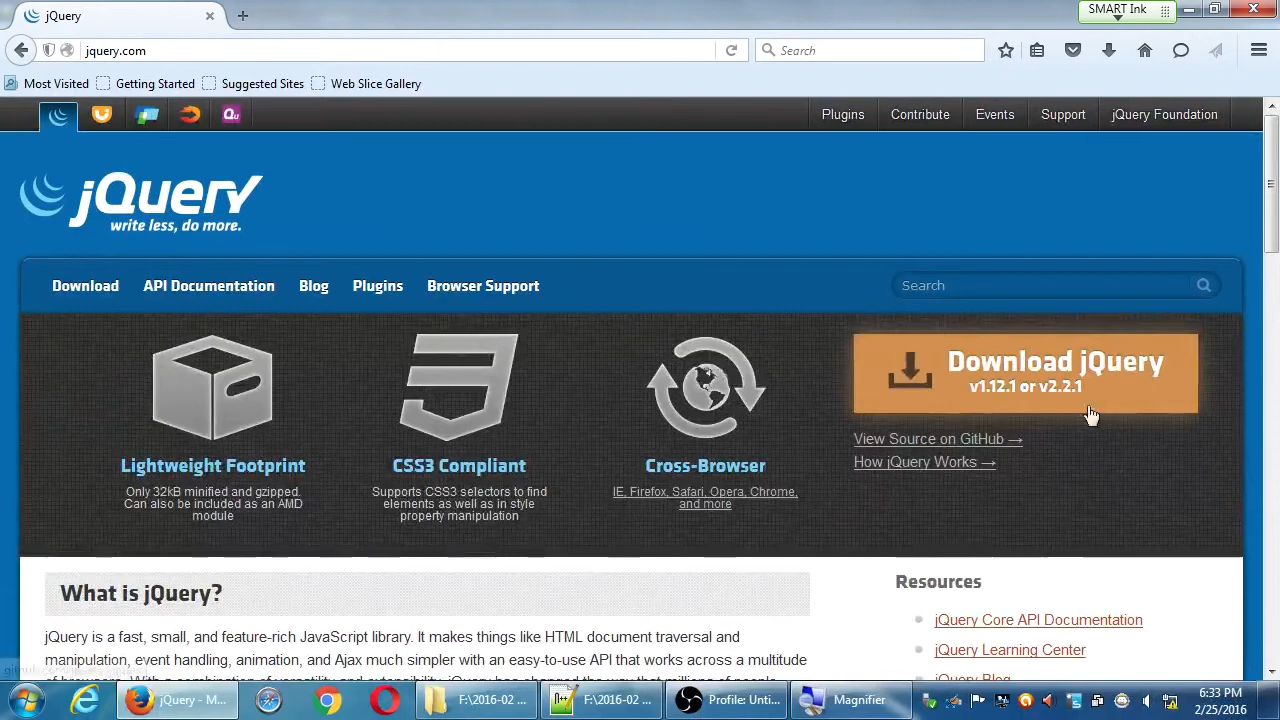 jQuery
SMART Ink
jquery.com
Search
Most Visited
Getting Started
Suggested Sites
Web Slice Gallery
Qu
Plugins
Contribute
Events
Support
jQuery Foundation
jQuery
write less, do more.
Download
API Documentation
Blog
Plugins
Browser Support
Search
Download jQuery
v1.12.1 or v2.2.1
View Source on GitHub →
How jQuery Works →
Lightweight Footprint
Only 32kB minified and gzipped.
Can also be included as an AMD
module
CSS3 Compliant
Supports CSS3 selectors to find
elements as well as in style
property manipulation
Cross-Browser
IE, Firefox, Safari, Opera, Chrome,
and more
What is jQuery?
jQuery is a fast, small, and feature-rich JavaScript library. It makes things like HTML document traversal and
manipulation, event handling, animation, and Ajax much simpler with an easy-to-use API that works across a multitude
Resources
jQuery Core API Documentation
jQuery Learning Center
jQuery Blog
jQuery - M...
F:\2016-02 ...
F:\2016-02 ...
Profile: Unti...
Magnifier
6:33 PM
2/25/2016